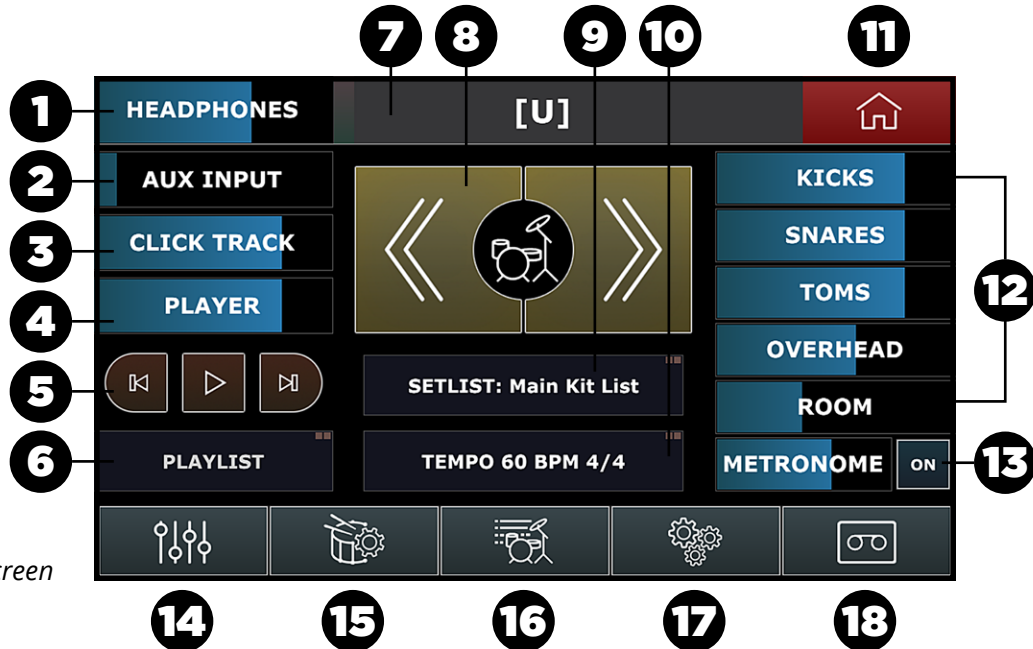 7 8 9 10 11
1 HEADPHONES [U]
2 AUX INPUT KICKS
3 CLICK TRACK SNARES
4 PLAYER TOMS 12
OVERHEAD
5 SETLIST: Main Kit List ROOM
6 PLAYLIST TEMPO 60 BPM 4/4 METRONOME ON 13
reen
14 15 16 17 18